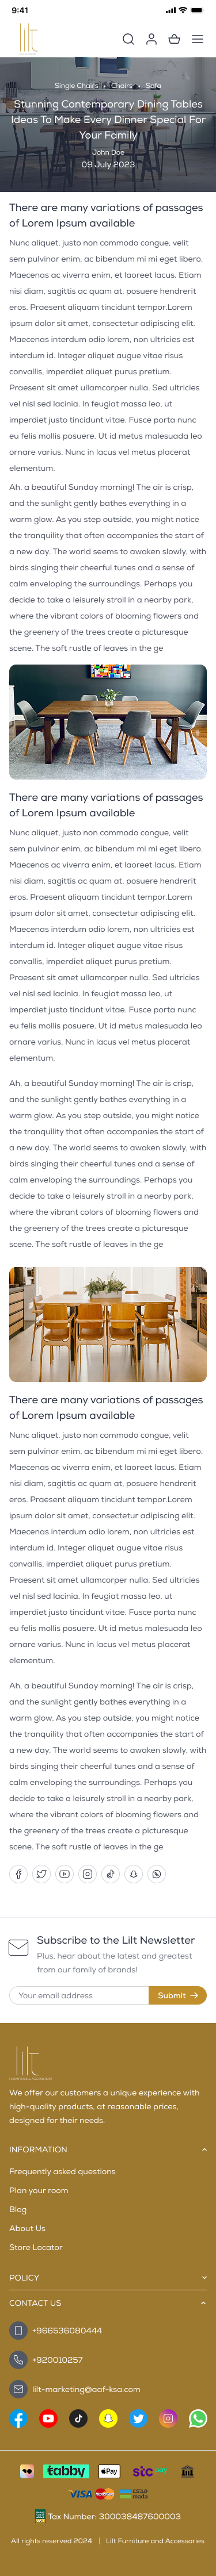 9:41
lilt
Single Chairs • Chairs • Sofa
Stunning Contemporary Dining Tables
Ideas To Make Every Dinner Special For
Your Family
John Doe
09 July 2023
There are many variations of passages
of Lorem Ipsum available
Nunc aliquet, justo non commodo congue, velit
sem pulvinar enim, ac bibendum mi mi eget libero.
Maecenas ac viverra enim, et laoreet lacus. Etiam
nisi diam, sagittis ac quam at, posuere hendrerit
eros. Praesent aliquam tincidunt tempor.Lorem
ipsum dolor sit amet, consectetur adipiscing elit.
Maecenas interdum odio lorem, non ultricies est
interdum id. Integer aliquet augue vitae risus
convallis, imperdiet aliquet purus pretium.
Praesent sit amet ullamcorper nulla. Sed ultricies
vel nisl sed lacinia. In feugiat massa leo, ut
imperdiet justo tincidunt vitae. Fusce porta nunc
eu felis mollis posuere. Ut id metus malesuada leo
ornare varius. Nunc in lacus vel metus placerat
elementum.
Ah, a beautiful Sunday morning! The air is crisp,
and the sunlight gently bathes everything in a
warm glow. As you step outside, you might notice
the tranquility that often accompanies the start of
a new day. The world seems to awaken slowly, with
birds singing their cheerful tunes and a sense of
calm enveloping the surroundings. Perhaps you
decide to take a leisurely stroll in a nearby park,
where the vibrant colors of blooming flowers and
the greenery of the trees create a picturesque
scene. The soft rustle of leaves in the ge
There are many variations of passages
of Lorem Ipsum available
Nunc aliquet, justo non commodo congue, velit
sem pulvinar enim, ac bibendum mi mi eget libero.
Maecenas ac viverra enim, et laoreet lacus. Etiam
nisi diam, sagittis ac quam at, posuere hendrerit
eros. Praesent aliquam tincidunt tempor.Lorem
ipsum dolor sit amet, consectetur adipiscing elit.
Maecenas interdum odio lorem, non ultricies est
interdum id. Integer aliquet augue vitae risus
convallis, imperdiet aliquet purus pretium.
Praesent sit amet ullamcorper nulla. Sed ultricies
vel nisl sed lacinia. In feugiat massa leo, ut
imperdiet justo tincidunt vitae. Fusce porta nunc
eu felis mollis posuere. Ut id metus malesuada leo
ornare varius. Nunc in lacus vel metus placerat
elementum.
Ah, a beautiful Sunday morning! The air is crisp,
and the sunlight gently bathes everything in a
warm glow. As you step outside, you might notice
the tranquility that often accompanies the start of
a new day. The world seems to awaken slowly, with
birds singing their cheerful tunes and a sense of
calm enveloping the surroundings. Perhaps you
decide to take a leisurely stroll in a nearby park,
where the vibrant colors of blooming flowers and
the greenery of the trees create a picturesque
scene. The soft rustle of leaves in the ge
There are many variations of passages
of Lorem Ipsum available
Nunc aliquet, justo non commodo congue, velit
sem pulvinar enim, ac bibendum mi mi eget libero.
Maecenas ac viverra enim, et laoreet lacus. Etiam
nisi diam, sagittis ac quam at, posuere hendrerit
eros. Praesent aliquam tincidunt tempor.Lorem
ipsum dolor sit amet, consectetur adipiscing elit.
Maecenas interdum odio lorem, non ultricies est
interdum id. Integer aliquet augue vitae risus
convallis, imperdiet aliquet purus pretium.
Praesent sit amet ullamcorper nulla. Sed ultricies
vel nisl sed lacinia. In feugiat massa leo, ut
imperdiet justo tincidunt vitae. Fusce porta nunc
eu felis mollis posuere. Ut id metus malesuada leo
ornare varius. Nunc in lacus vel metus placerat
elementum.
Ah, a beautiful Sunday morning! The air is crisp,
and the sunlight gently bathes everything in a
warm glow. As you step outside, you might notice
the tranquility that often accompanies the start of
a new day. The world seems to awaken slowly, with
birds singing their cheerful tunes and a sense of
calm enveloping the surroundings. Perhaps you
decide to take a leisurely stroll in a nearby park,
where the vibrant colors of blooming flowers and
the greenery of the trees create a picturesque
scene. The soft rustle of leaves in the ge
Subscribe to the Lilt Newsletter
Plus, hear about the latest and greatest
from our family of brands!
Your email address Submit
lilt
We offer our customers a unique experience with
high-quality products, at reasonable prices,
designed for their needs.
INFORMATION
Frequently asked questions
Plan your room
Blog
About Us
Store Locator
POLICY
CONTACT US
+966536080444
+920010257
lilt-marketing@aaf-ksa.com
tabby Pay stc pay
VISA MasterCard mada
Tax Number: 300038487600003
All rights reserved 2024 | Lilt Furniture and Accessories